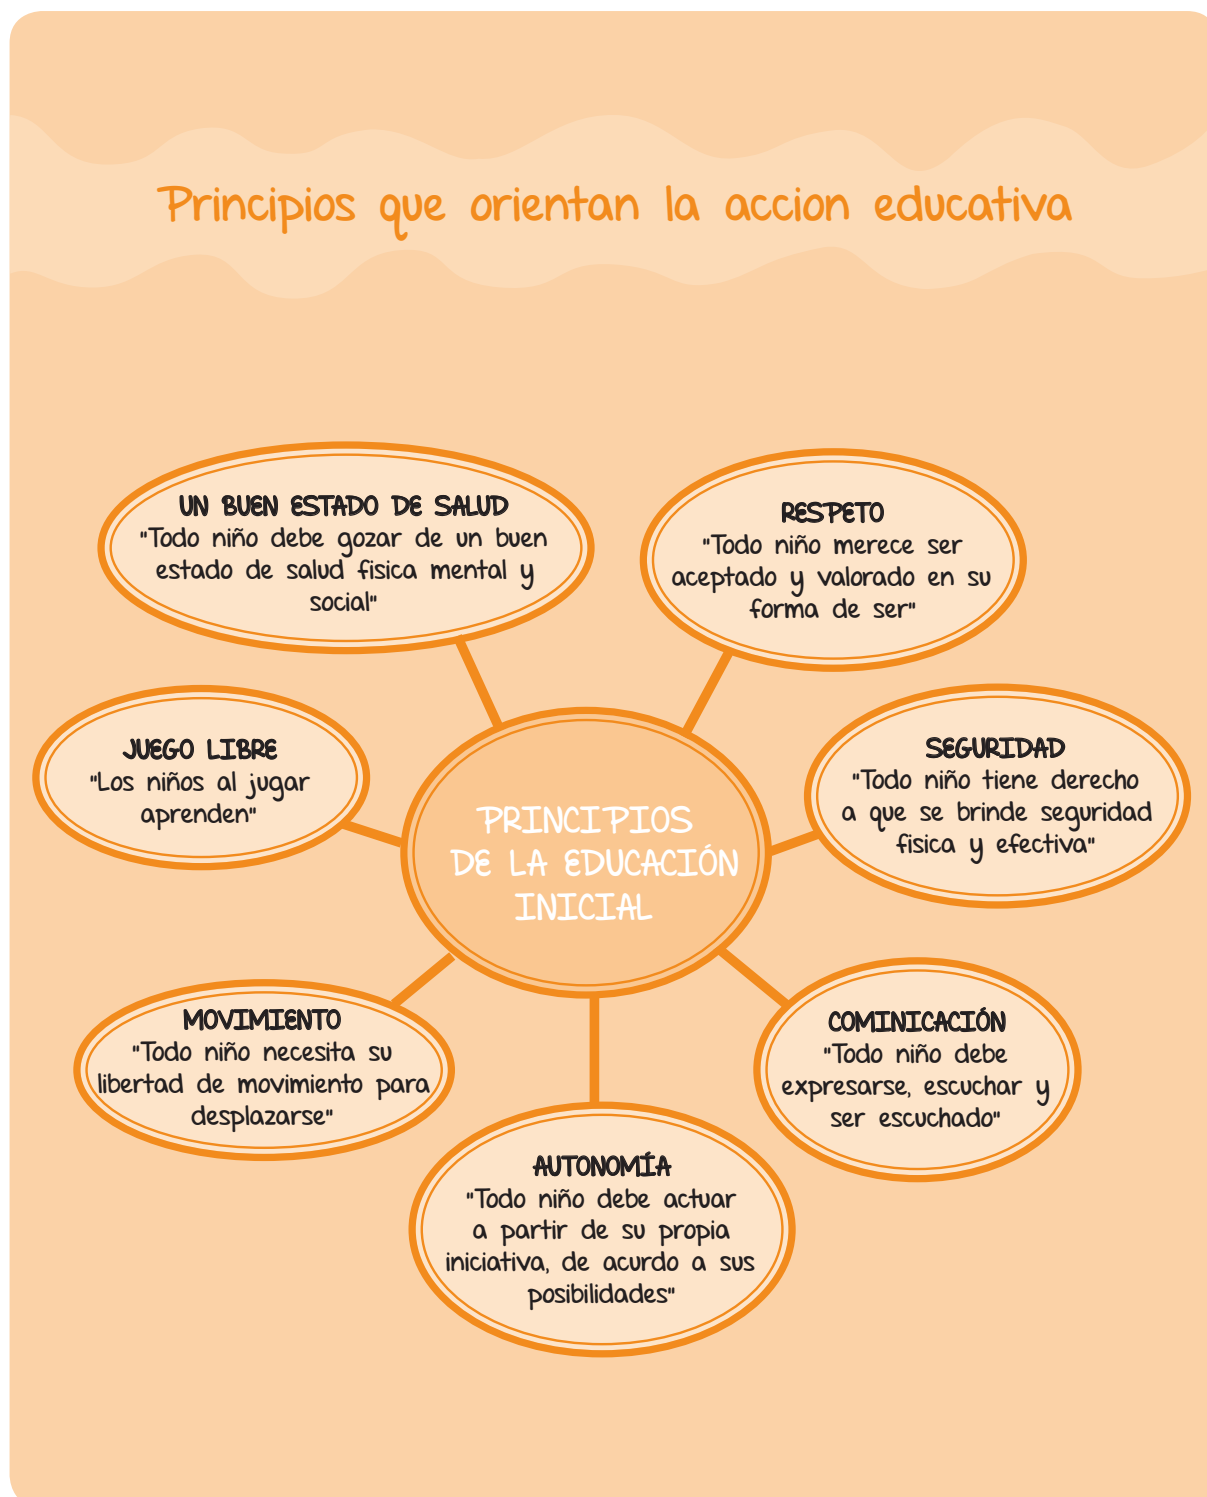 Principios que orientan la accion educativa
UN BUEN ESTADO DE SALUD
"Todo niño debe gozar de un buen
estado de salud fisica mental y
social"
RESPETO
"Todo niño merece ser
aceptado y valorado en su
forma de ser"
JUEGO LIBRE
"Los niños al jugar
aprenden"
SEGURIDAD
"Todo niño tiene derecho
a que se brinde seguridad
fisica y efectiva"
PRINCIPIOS
DE LA EDUCACIÓN
INICIAL
MOVIMIENTO
"Todo niño necesita su
libertad de movimiento para
desplazarse"
COMINICACIÓN
"Todo niño debe
expresarse, escuchar y
ser escuchado"
AUTONOMÍA
"Todo niño debe actuar
a partir de su propia
iniciativa, de acurdo a sus
posibilidades"